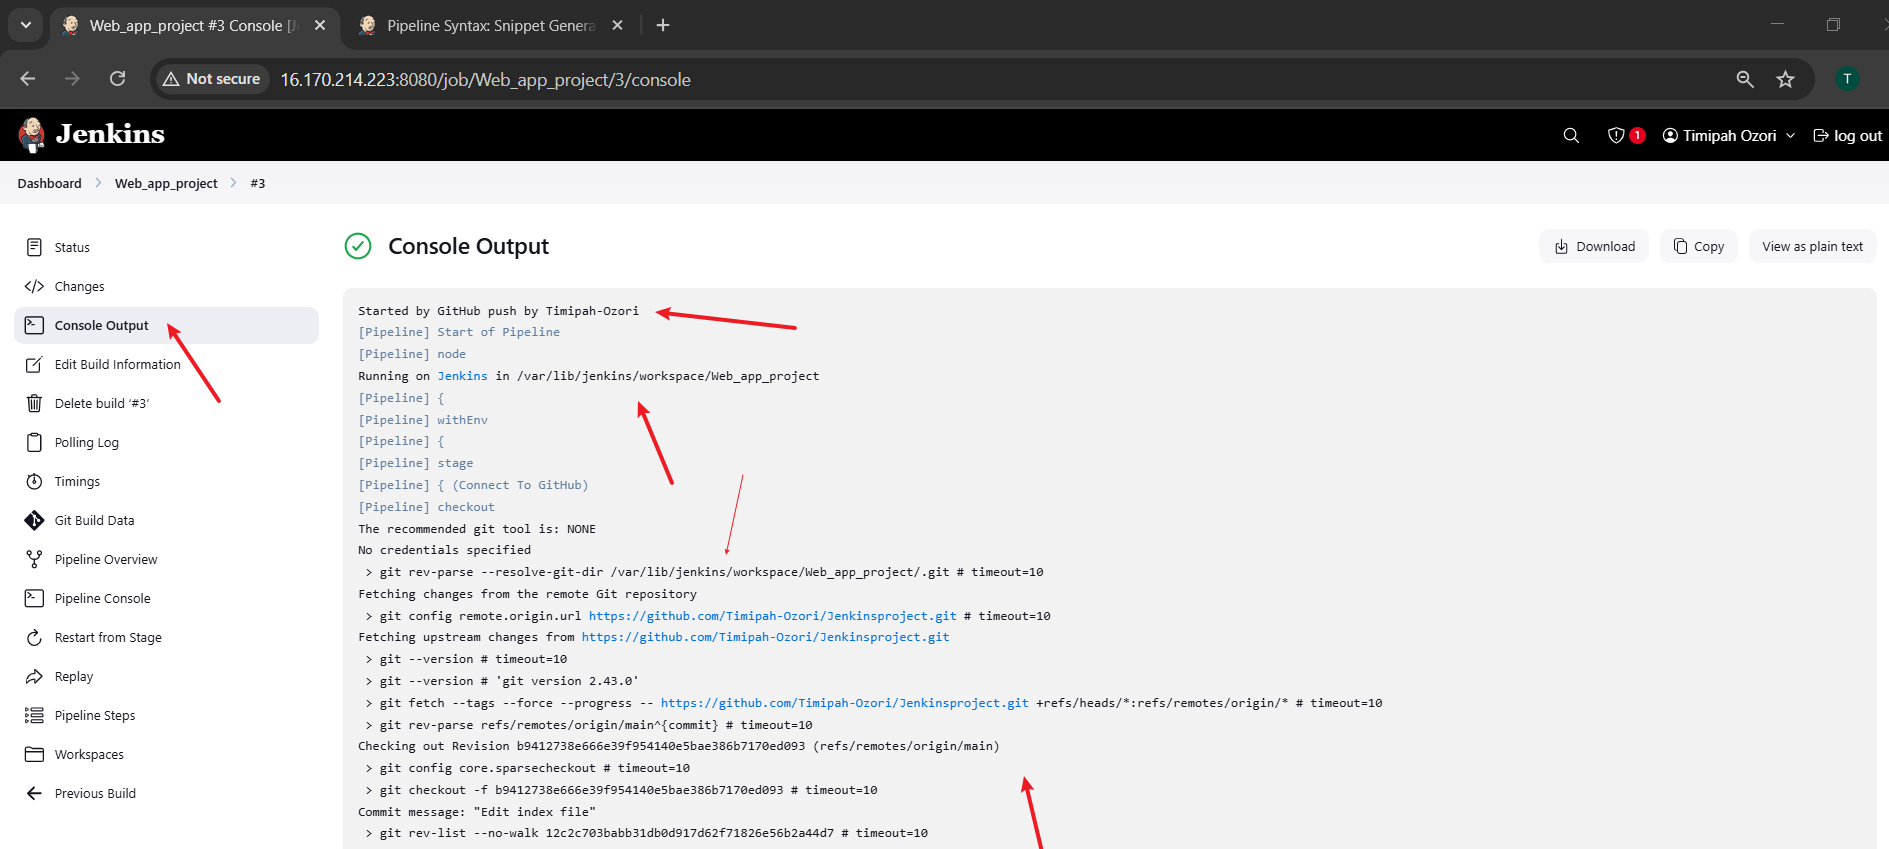 Web_app_project #3 Console [J
Pipeline Syntax: Snippet Genera
Not secure
16.170.214.223:8080/job/Web_app_project/3/console
T
Jenkins
1
Timipah Ozori
log out
Dashboard
Web_app_project
#3
Status
Changes
Console Output
Edit Build Information
Delete build ‘#3’
Polling Log
Timings
Git Build Data
Pipeline Overview
Pipeline Console
Restart from Stage
Replay
Pipeline Steps
Workspaces
Previous Build
Console Output
Download
Copy
View as plain text
Started by GitHub push by Timipah-Ozori
[Pipeline] Start of Pipeline
[Pipeline] node
Running on Jenkins in /var/lib/jenkins/workspace/Web_app_project
[Pipeline] {
[Pipeline] withEnv
[Pipeline] {
[Pipeline] stage
[Pipeline] { (Connect To GitHub)
[Pipeline] checkout
The recommended git tool is: NONE
No credentials specified
> git rev-parse --resolve-git-dir /var/lib/jenkins/workspace/Web_app_project/.git # timeout=10
Fetching changes from the remote Git repository
> git config remote.origin.url https://github.com/Timipah-Ozori/Jenkinsproject.git # timeout=10
Fetching upstream changes from https://github.com/Timipah-Ozori/Jenkinsproject.git
> git --version # timeout=10
> git --version # 'git version 2.43.0'
> git fetch --tags --force --progress -- https://github.com/Timipah-Ozori/Jenkinsproject.git +refs/heads/*:refs/remotes/origin/* # timeout=10
> git rev-parse refs/remotes/origin/main^{commit} # timeout=10
Checking out Revision b9412738e666e39f954140e5bae386b7170ed093 (refs/remotes/origin/main)
> git config core.sparsecheckout # timeout=10
> git checkout -f b9412738e666e39f954140e5bae386b7170ed093 # timeout=10
Commit message: "Edit index file"
> git rev-list --no-walk 12c2c703babb31db0d917d62f71826e56b2a44d7 # timeout=10